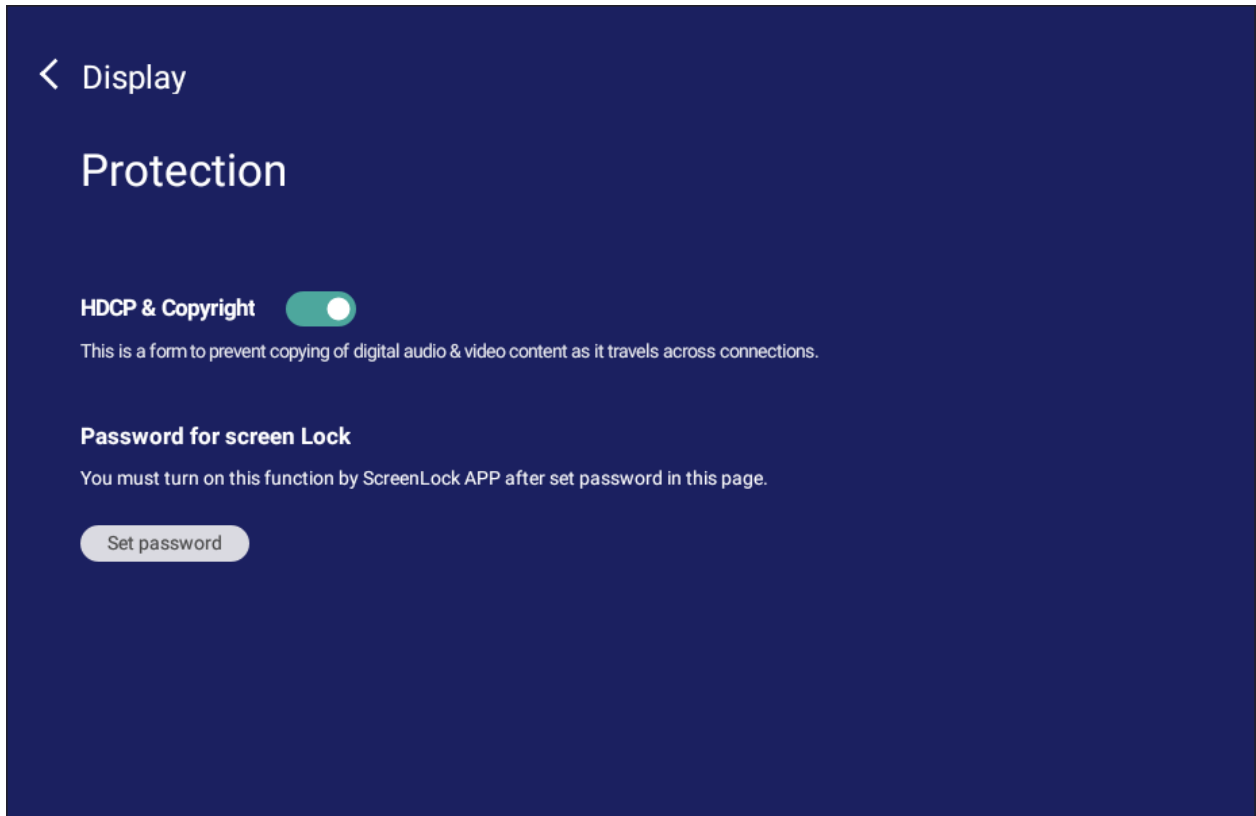 Display
Protection
HDCP & Copyright
This is a form to prevent copying of digital audio & video content as it travels across connections.
Password for screen Lock
You must turn on this function by ScreenLock APP after set password in this page.
Set password